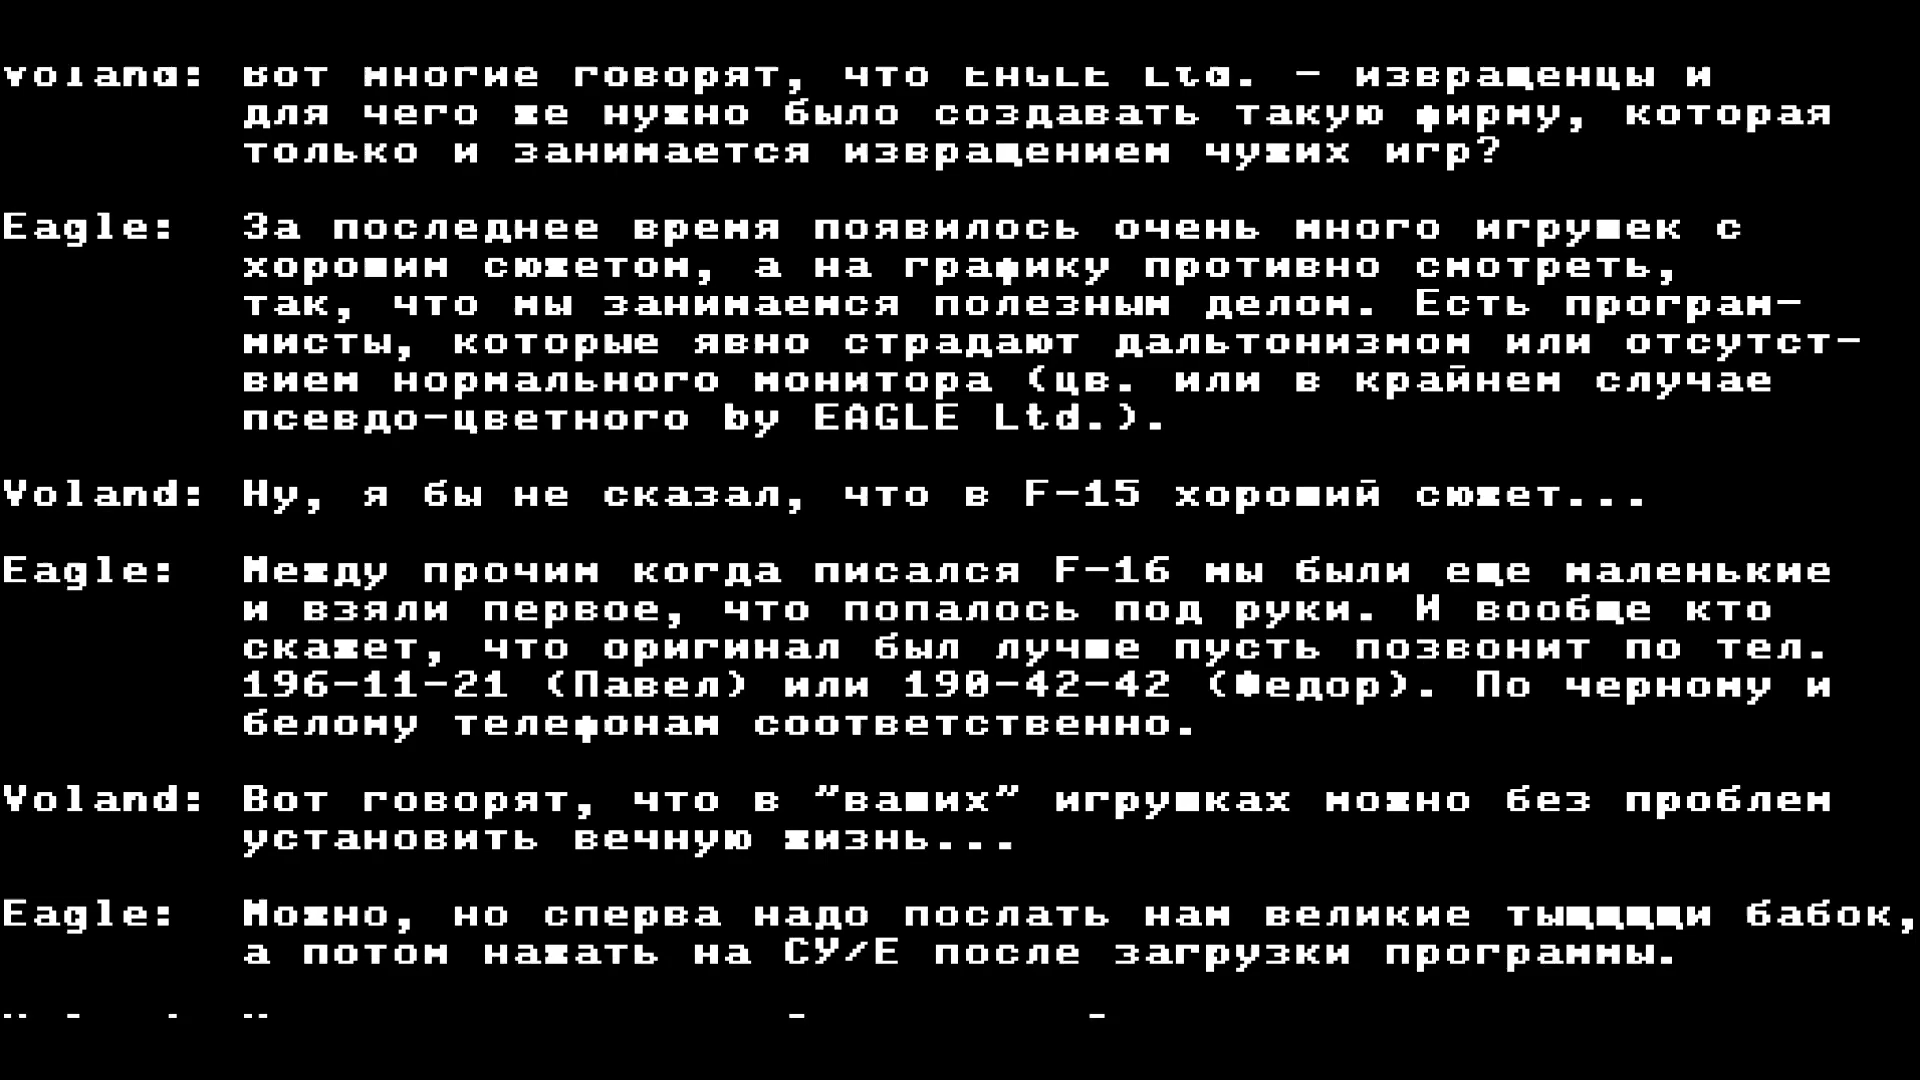 Voland: Вот многие говорят, что EAGLE Ltd. - извращенцы и
для чего же нужно было создавать такую фирму, которая
только и занимается извращением чужих игр?
Eagle: За последнее время появилось очень много игрушек с
хорошим сюжетом, а на графику противно смотреть,
так, что мы занимаемся полезным делом. Есть програм-
мисты, которые явно страдают дальтонизмом или отсутст-
вием нормального монитора (цв. или в крайнем случае
псевдо-цветного by EAGLE Ltd.).
Voland: Ну, я бы не сказал, что в F-15 хороший сюжет...
Eagle: Между прочим когда писался F-16 мы были еще маленькие
и взяли первое, что попалось под руки. И вообще кто
скажет, что оригинал был лучше пусть позвонит по тел.
196-11-21 (Павел) или 190-42-42 (Федор). По черному и
белому телефонам соответственно.
Voland: Вот говорят, что в "ваших" игрушках можно без проблем
установить вечную жизнь...
Eagle: Можно, но сперва надо послать нам великие тыщщщщи бабок,
а потом нажать на СУ/Е после загрузки программы.